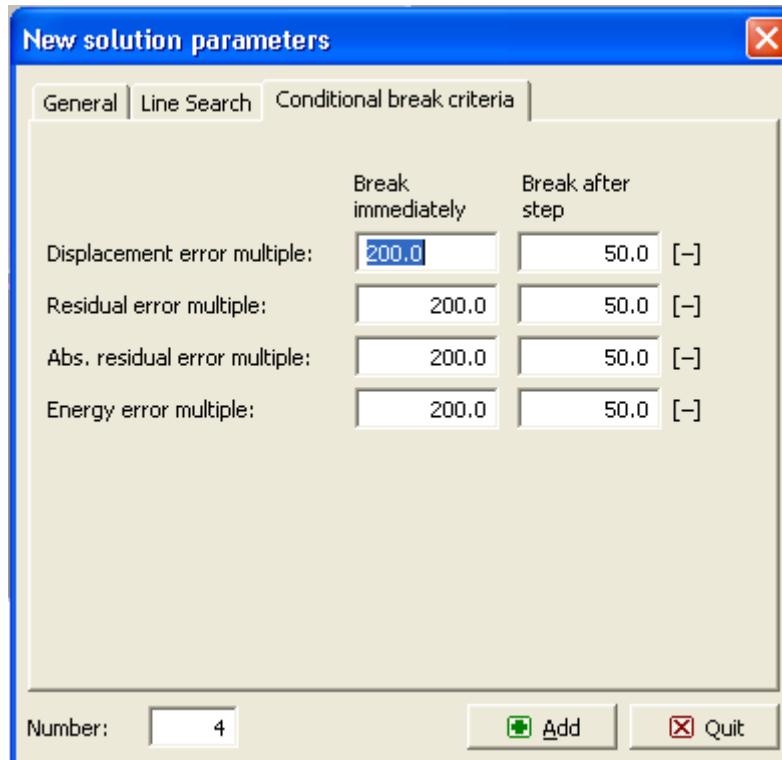 New solution parameters
General Line Search Conditional break criteria
Break immediately Break after step
Displacement error multiple: 200.0 50.0 [–]
Residual error multiple: 200.0 50.0 [–]
Abs. residual error multiple: 200.0 50.0 [–]
Energy error multiple: 200.0 50.0 [–]
Number: 4 Add Quit